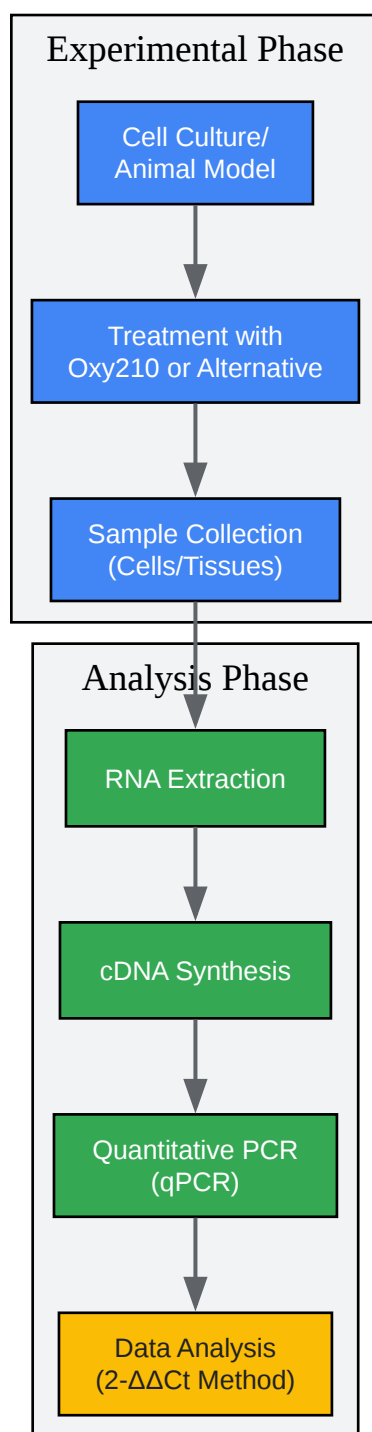 Experimental Phase
Cell Culture/
Animal Model
Treatment with
Oxy210 or Alternative
Sample Collection
(Cells/Tissues)
Analysis Phase
RNA Extraction
cDNA Synthesis
Quantitative PCR
(qPCR)
Data Analysis
(2-ΔΔCt Method)